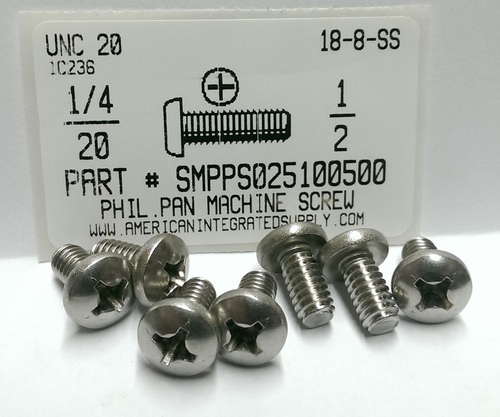 UNC 20 18-8-SS
1C236
1/4 1/2
20
PART # SMPPS025100500
PHIL.PAN MACHINE SCREW
WWW.AMERICANINTEGRATEDSUPPLY.COM